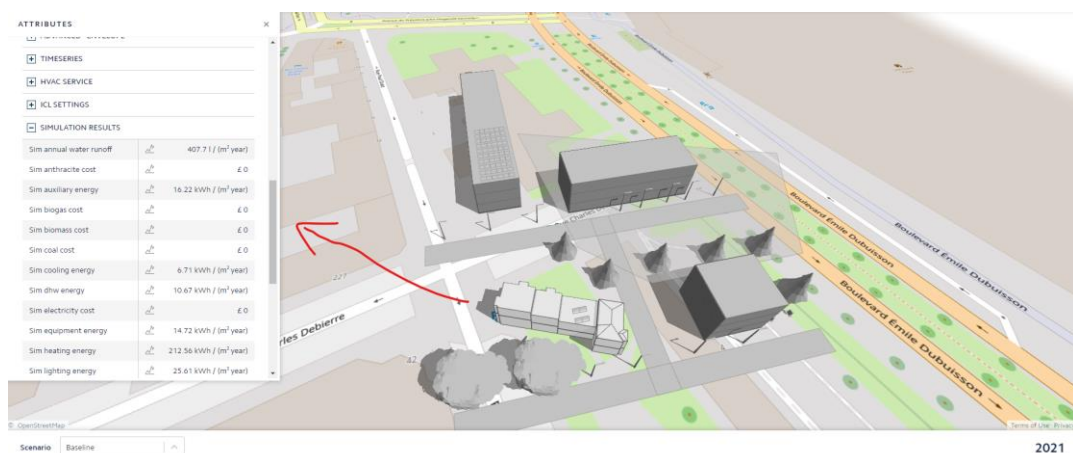 ATTRIBUTES ×
TIMESERIES
HVAC SERVICE
ICL SETTINGS
SIMULATION RESULTS
Sim annual water runoff 407.7 l / (m² year)
Sim anthracite cost £ 0
Sim auxiliary energy 16.22 kWh / (m² year)
Sim biogas cost £ 0
Sim biomass cost £ 0
Sim coal cost £ 0
Sim cooling energy 6.71 kWh / (m² year)
Sim dhw energy 10.67 kWh / (m² year)
Sim electricity cost £ 0
Sim equipment energy 14.72 kWh / (m² year)
Sim heating energy 212.56 kWh / (m² year)
Sim lighting energy 25.61 kWh / (m² year)
Boulevard Émile Dubuisson
Boulevard Émile Dubuisson
Boulevard Émile Dubuisson
Charles
227
rles Debierre
42
© OpenStreetMap
Terms of Use Privac
Scenario Baseline
2021